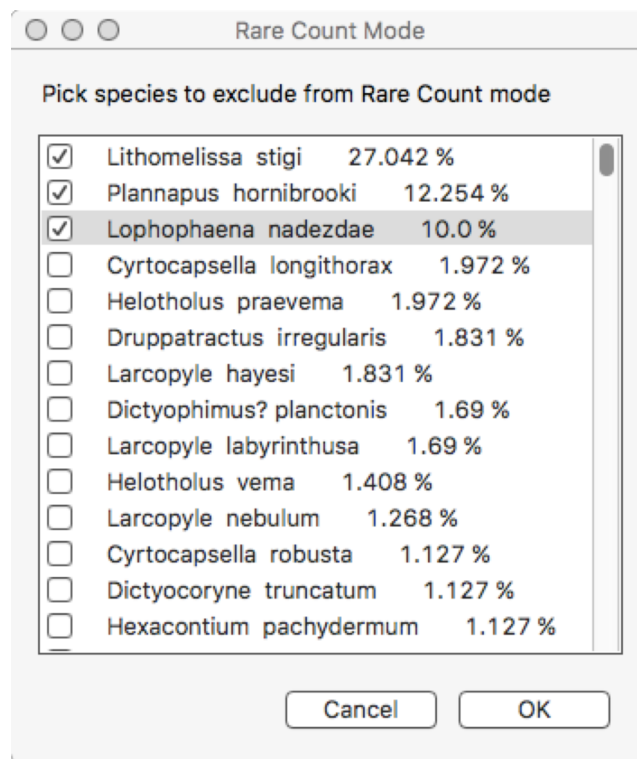 Rare Count Mode
Pick species to exclude from Rare Count mode
Lithomelissa stigi 27.042 %
Plannapus hornibrooki 12.254 %
Lophophaena nadezdae 10.0 %
Cyrtocapsella longithorax 1.972 %
Helotholus praevema 1.972 %
Druppatractus irregularis 1.831 %
Larcopyle hayesi 1.831 %
Dictyophimus? planctonis 1.69 %
Larcopyle labyrinthusa 1.69 %
Helotholus vema 1.408 %
Larcopyle nebulum 1.268 %
Cyrtocapsella robusta 1.127 %
Dictyocoryne truncatum 1.127 %
Hexacontium pachydermum 1.127 %
Cancel OK